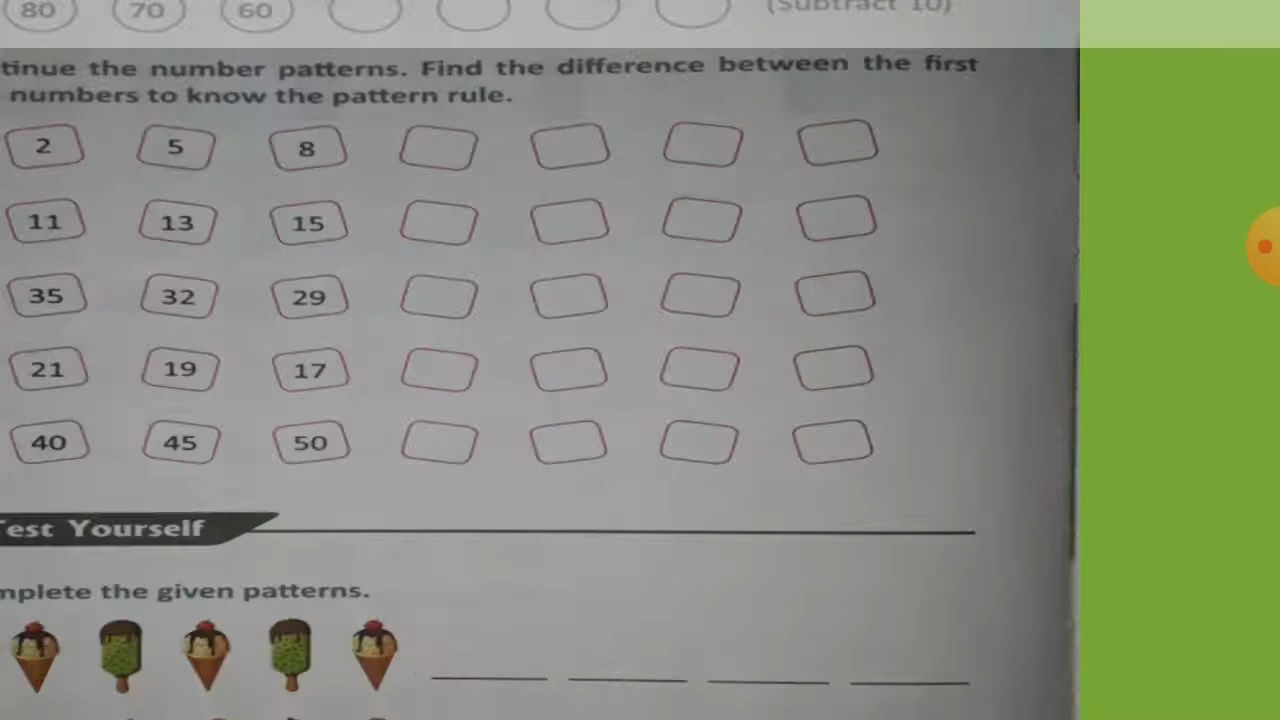 80 70 60 (Subtract 10)
tinue the number patterns. Find the difference between the first
numbers to know the pattern rule.
2 5 8
11 13 15
35 32 29
21 19 17
40 45 50
Test Yourself
mplete the given patterns.